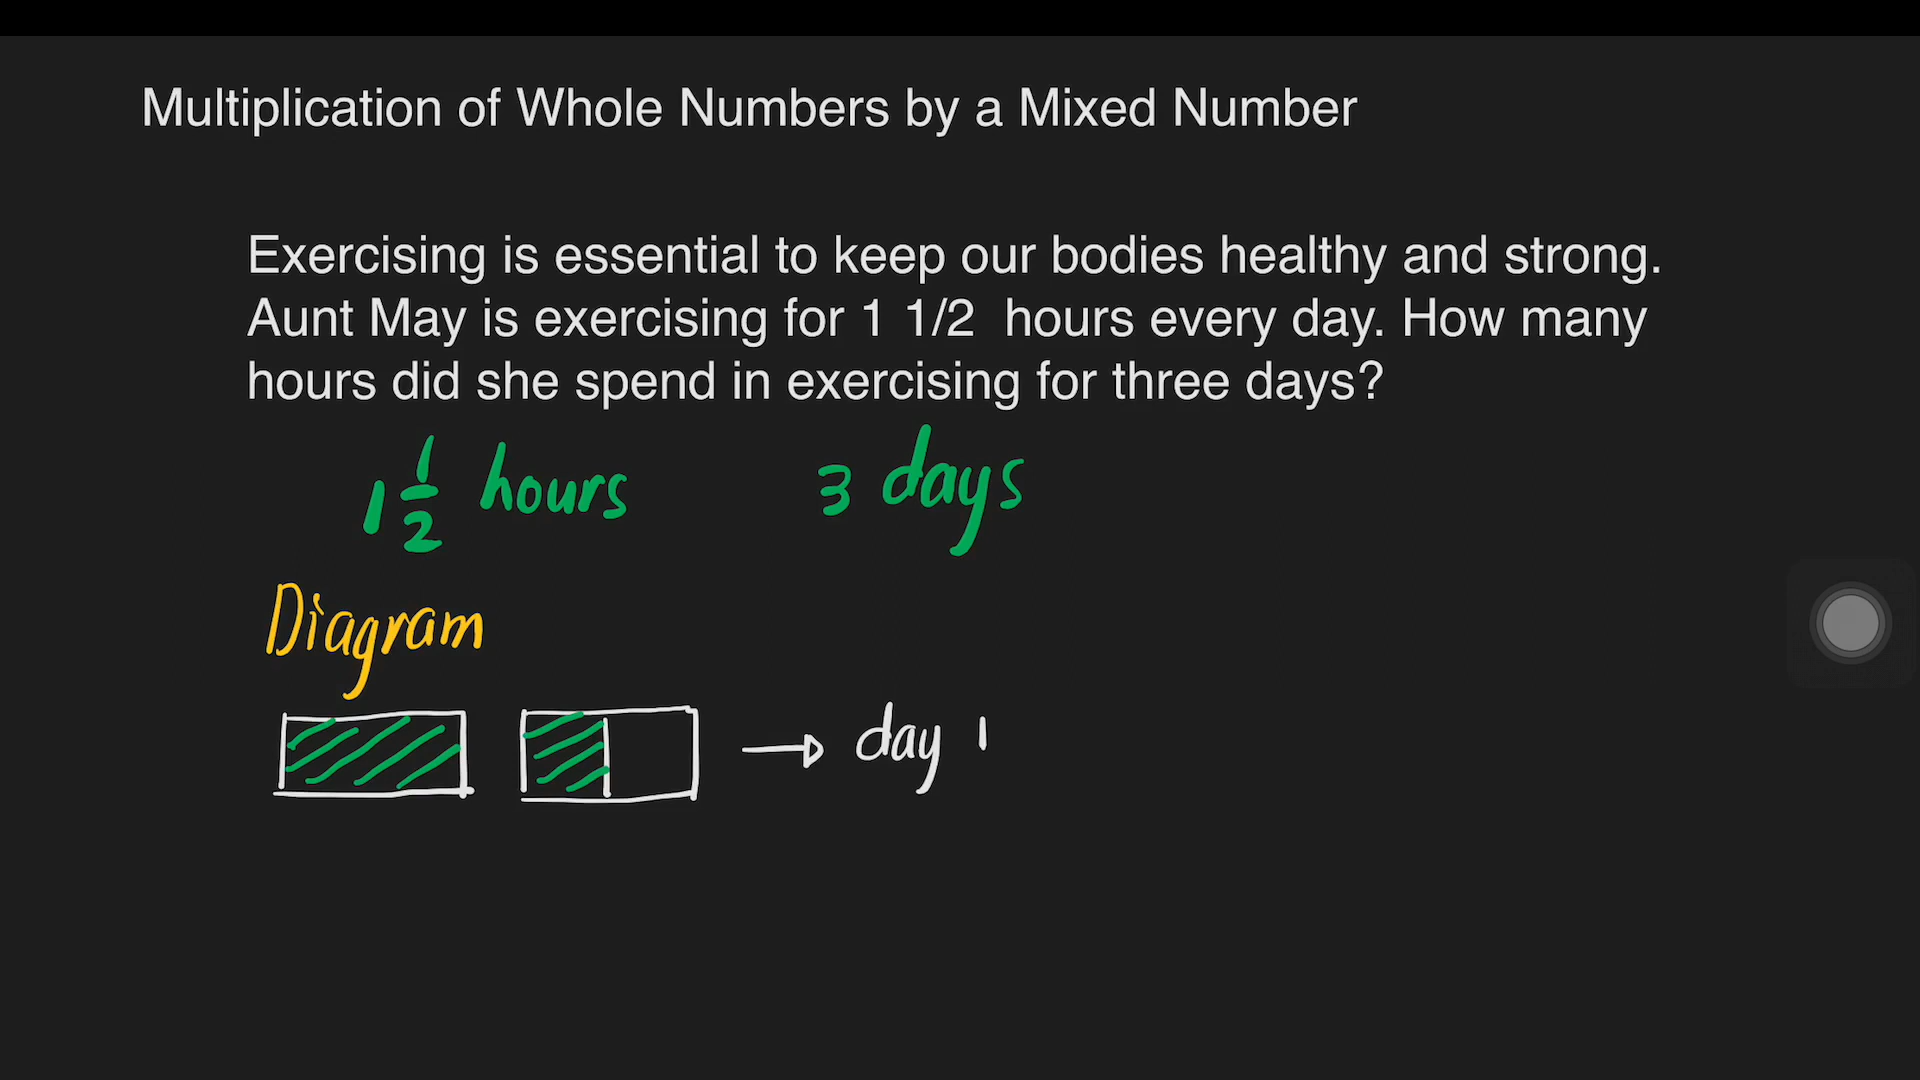 Multiplication of Whole Numbers by a Mixed Number
Exercising is essential to keep our bodies healthy and strong.
Aunt May is exercising for 1 1/2 hours every day. How many
hours did she spend in exercising for three days?
1 1/2 hours 3 days
Diagram
day 1